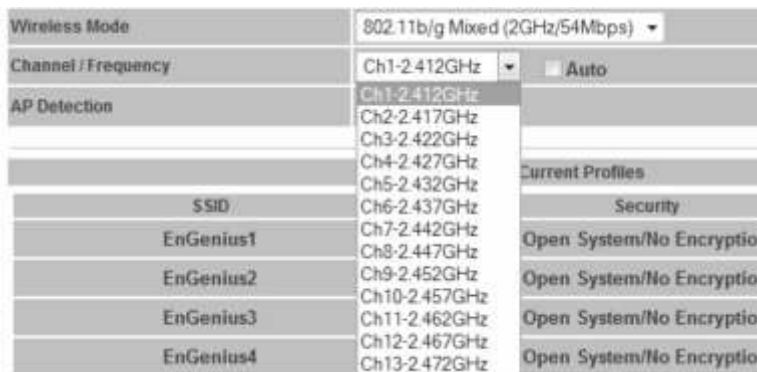 Wireless Mode 802.11b/g Mixed (2GHz/54Mbps)
Channel / Frequency Ch1-2.412GHz Auto
AP Detection
Ch1-2.412GHz
Ch2-2.417GHz
Ch3-2.422GHz
Ch4-2.427GHz
Ch5-2.432GHz
Ch6-2.437GHz
Ch7-2.442GHz
Ch8-2.447GHz
Ch9-2.452GHz
Ch10-2.457GHz
Ch11-2.462GHz
Ch12-2.467GHz
Ch13-2.472GHz
Current Profiles
SSID Security
EnGenius1 Open System/No Encryptio
EnGenius2 Open System/No Encryptio
EnGenius3 Open System/No Encryptio
EnGenius4 Open System/No Encryptio